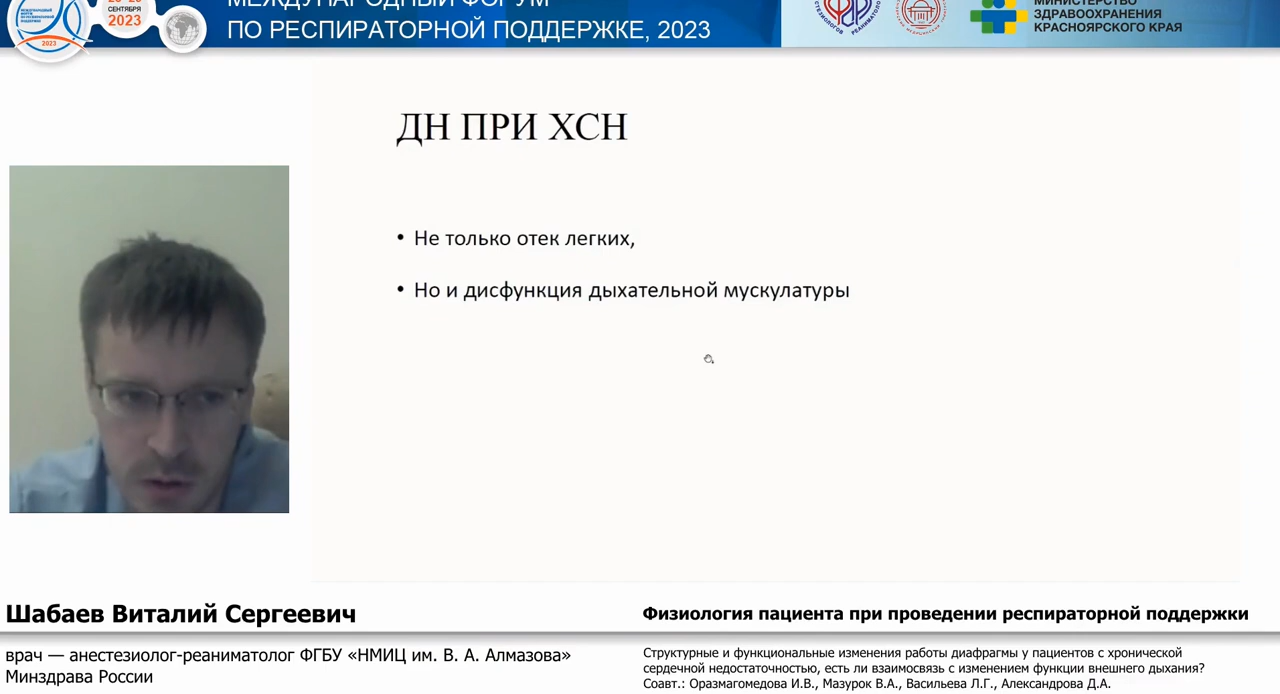 МЕЖДУНАРОДНЫЙ ФОРУМ
ПО РЕСПИРАТОРНОЙ ПОДДЕРЖКЕ, 2023
СЕНТЯБРЯ
2023
2023
МИНИСТЕРСТВО
ЗДРАВООХРАНЕНИЯ
КРАСНОЯРСКОГО КРАЯ
ДН ПРИ ХСН
• Не только отек легких,
• Но и дисфункция дыхательной мускулатуры
Шабаев Виталий Сергеевич
врач — анестезиолог-реаниматолог ФГБУ «НМИЦ им. В. А. Алмазова»
Минздрава России
Физиология пациента при проведении респираторной поддержки
Структурные и функциональные изменения работы диафрагмы у пациентов с хронической
сердечной недостаточностью, есть ли взаимосвязь с изменением функции внешнего дыхания?
Соавт.: Оразмагомедова И.В., Мазурок В.А., Васильева Л.Г., Александрова Д.А.